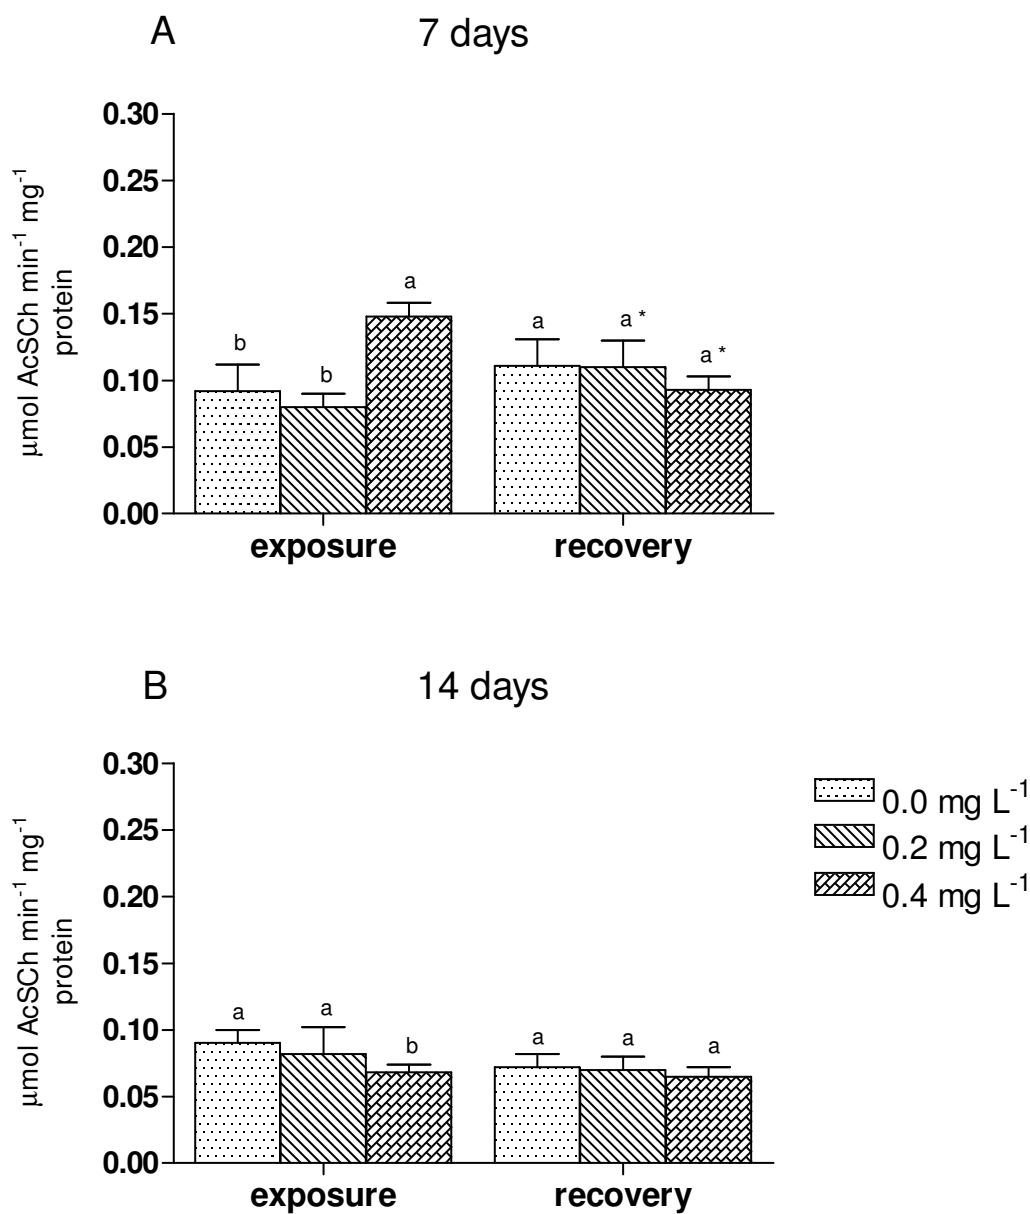 A
7 days
0.30
0.25
0.20
0.15
0.10
0.05
0.00
µmol AcSCh min⁻¹ mg⁻¹
protein
b
b
a
a
a *
a *
exposure
recovery
B
14 days
0.30
0.25
0.20
0.15
0.10
0.05
0.00
µmol AcSCh min⁻¹ mg⁻¹
protein
a
a
b
a
a
a
exposure
recovery
0.0 mg L⁻¹
0.2 mg L⁻¹
0.4 mg L⁻¹